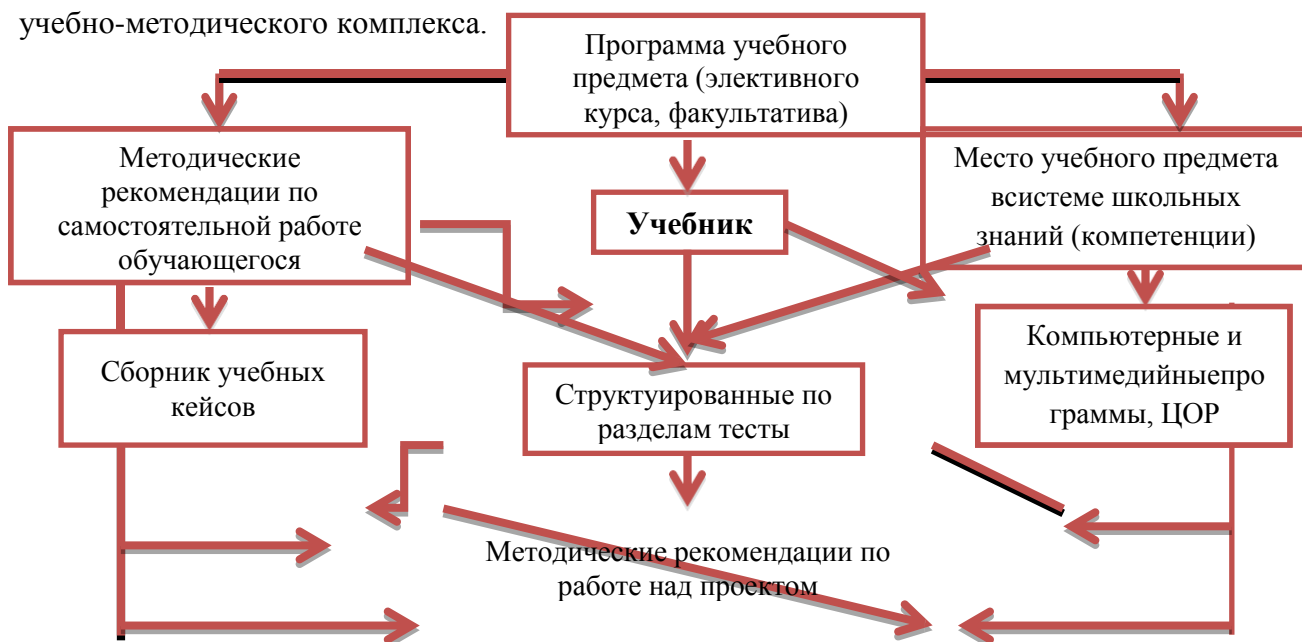 учебно-методического комплекса.
Программа учебного
предмета (элективного
курса, факультатива)
Методические
рекомендации по
самостоятельной работе
обучающегося
Учебник
Место учебного предмета
всистеме школьных
знаний (компетенции)
Сборник учебных
кейсов
Структуированные по
разделам тесты
Компьютерные и
мультимедийныепро
граммы, ЦОР
Методические рекомендации по
работе над проектом